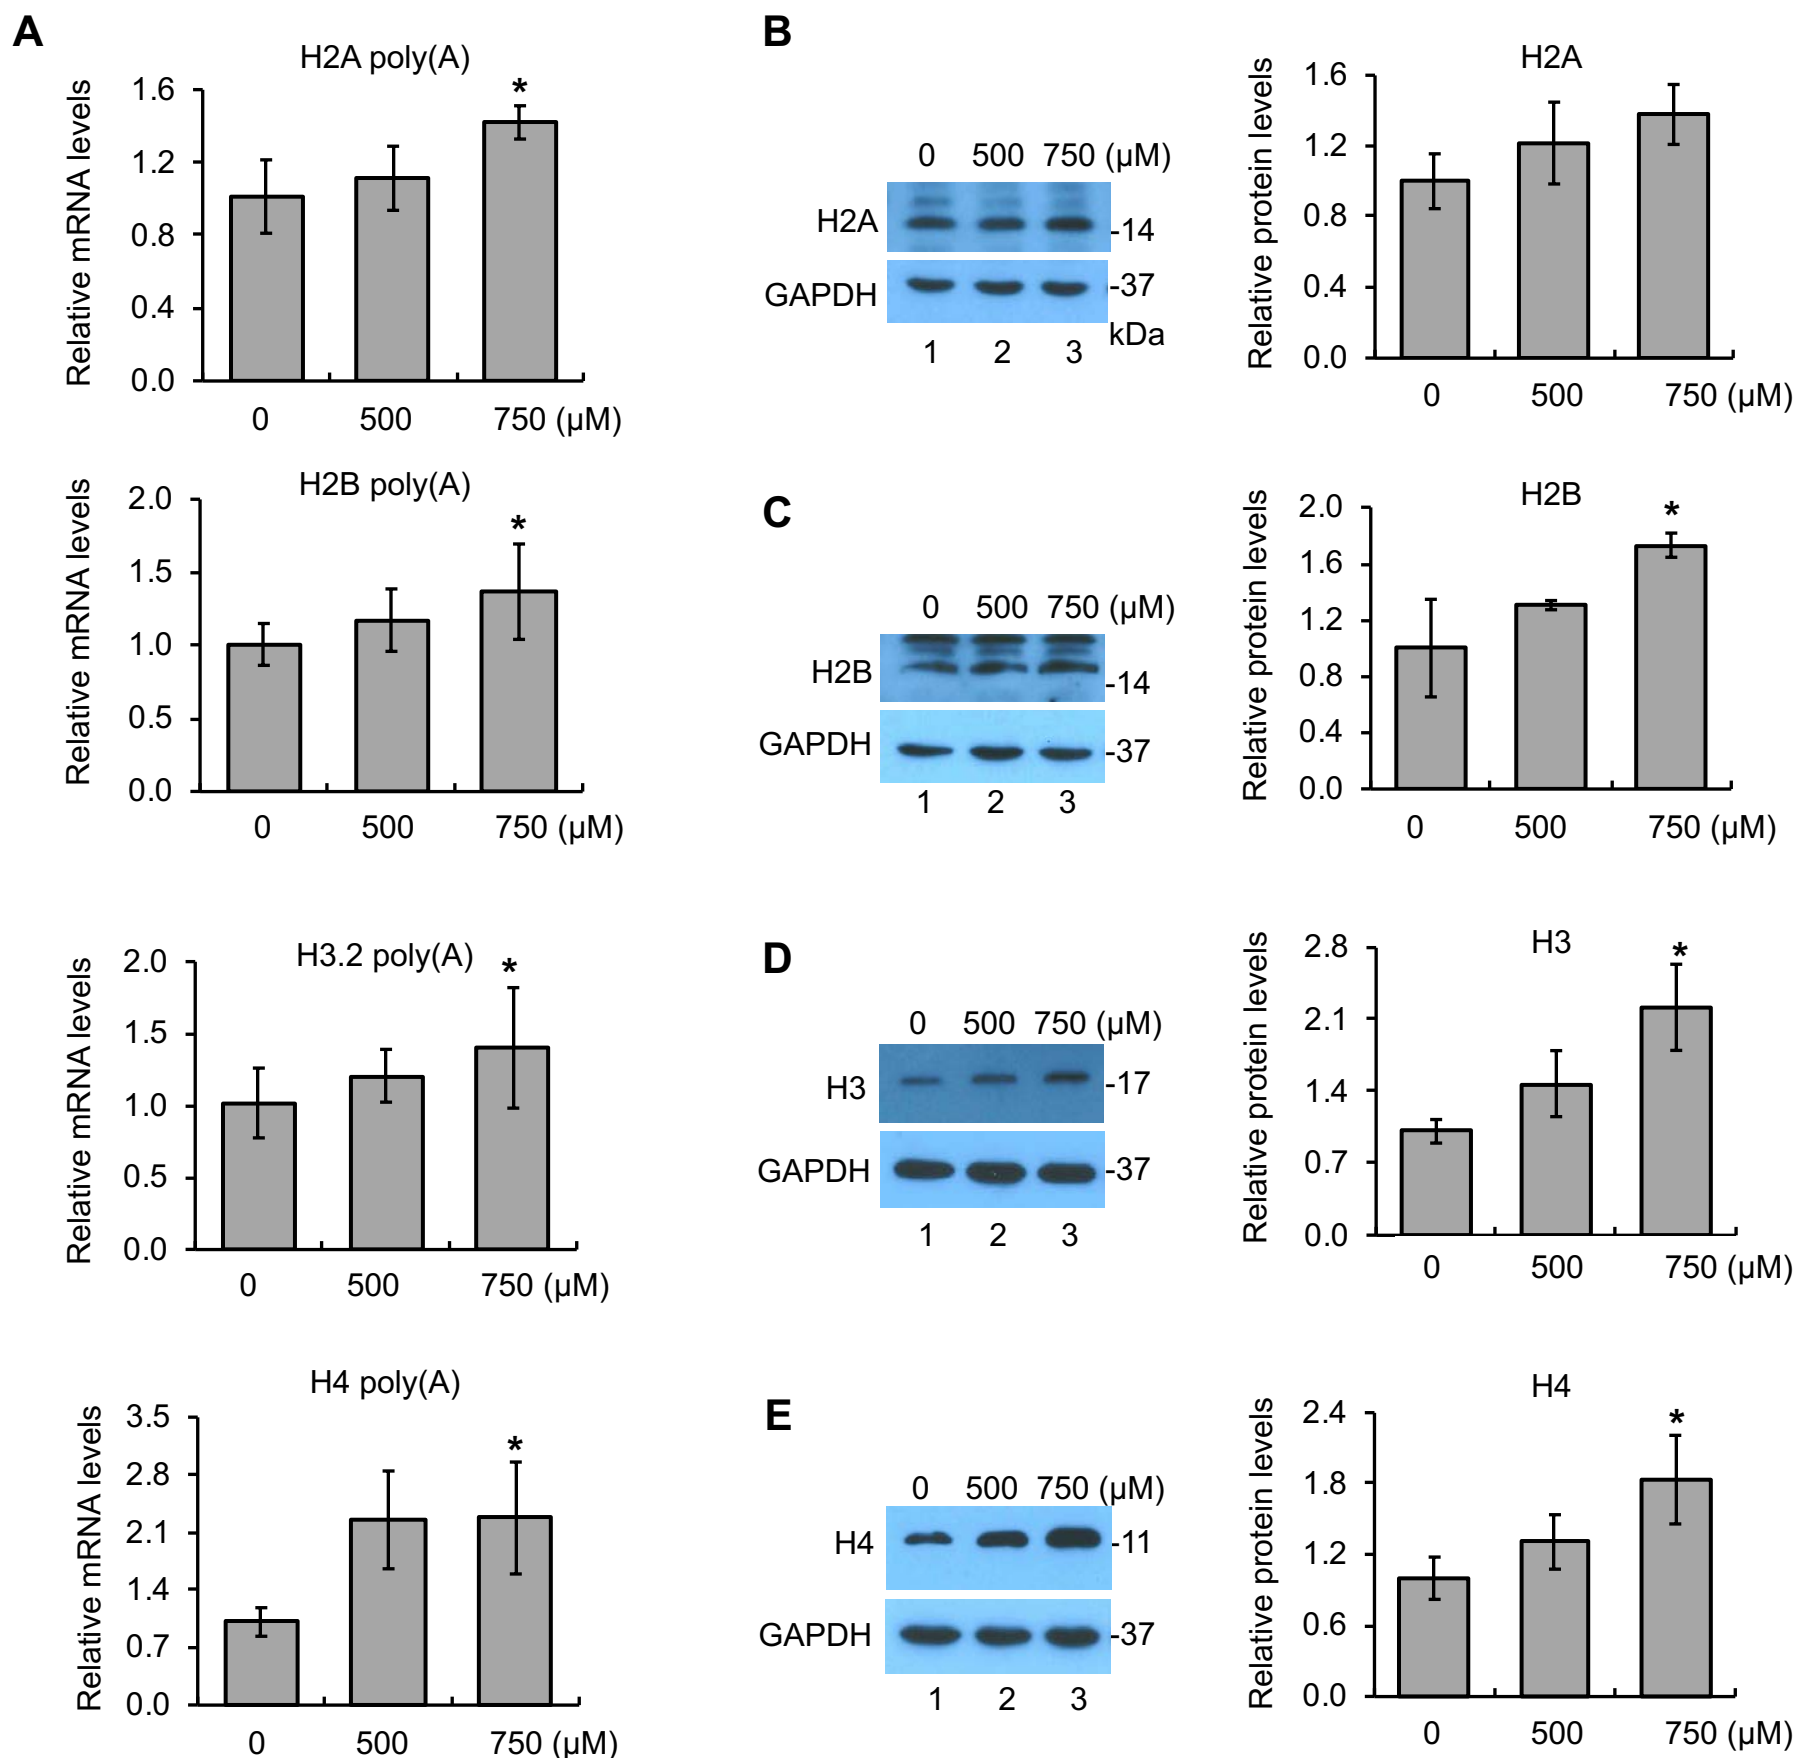 A
H2A poly(A)
Relative mRNA levels
1.6
*
1.2
0.8
0.4
0.0
0 500 750 (µM)
H2B poly(A)
Relative mRNA levels
2.0
*
1.5
1.0
0.5
0.0
0 500 750 (µM)
H3.2 poly(A)
Relative mRNA levels
2.0
*
1.5
1.0
0.5
0.0
0 500 750 (µM)
H4 poly(A)
Relative mRNA levels
3.5
*
2.8
2.1
1.4
0.7
0.0
0 500 750 (µM)
B
0 500 750 (µM)
H2A -14
GAPDH -37
kDa
1 2 3
H2A
Relative protein levels
1.6
1.2
0.8
0.4
0.0
0 500 750 (µM)
C
0 500 750 (µM)
H2B -14
GAPDH -37
1 2 3
H2B
Relative protein levels
2.0
*
1.6
1.2
0.8
0.4
0.0
0 500 750 (µM)
D
0 500 750 (µM)
H3 -17
GAPDH -37
1 2 3
H3
Relative protein levels
2.8
*
2.1
1.4
0.7
0.0
0 500 750 (µM)
E
0 500 750 (µM)
H4 -11
GAPDH -37
1 2 3
H4
Relative protein levels
2.4
*
1.8
1.2
0.6
0.0
0 500 750 (µM)